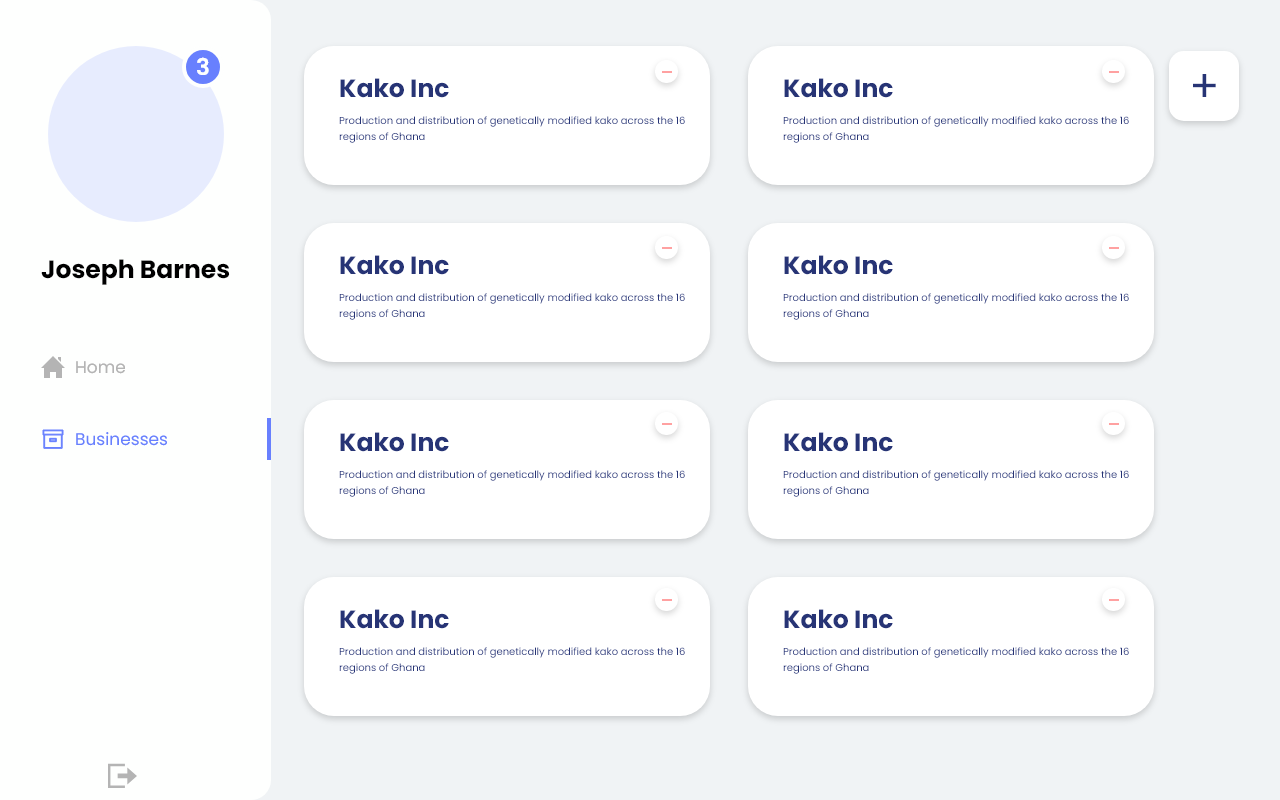 3
Joseph Barnes
Home
Businesses
Kako Inc
Production and distribution of genetically modified kako across the 16
regions of Ghana
Kako Inc
Production and distribution of genetically modified kako across the 16
regions of Ghana
Kako Inc
Production and distribution of genetically modified kako across the 16
regions of Ghana
Kako Inc
Production and distribution of genetically modified kako across the 16
regions of Ghana
Kako Inc
Production and distribution of genetically modified kako across the 16
regions of Ghana
Kako Inc
Production and distribution of genetically modified kako across the 16
regions of Ghana
Kako Inc
Production and distribution of genetically modified kako across the 16
regions of Ghana
Kako Inc
Production and distribution of genetically modified kako across the 16
regions of Ghana